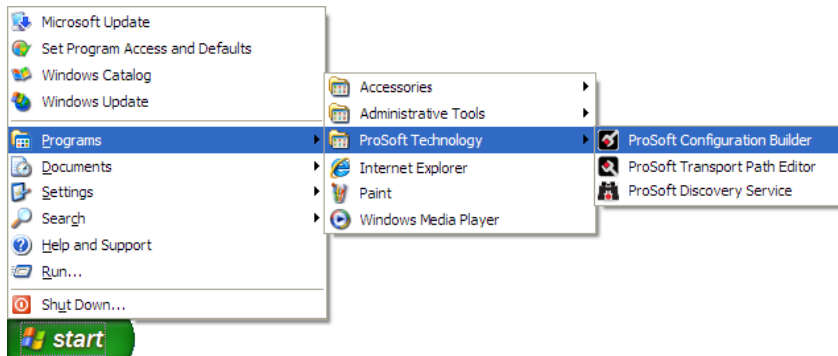 Microsoft Update
Set Program Access and Defaults
Windows Catalog
Windows Update
Programs
Documents
Settings
Search
Help and Support
Run...
Shut Down...
start
Accessories
Administrative Tools
ProSoft Technology
Internet Explorer
Paint
Windows Media Player
ProSoft Configuration Builder
ProSoft Transport Path Editor
ProSoft Discovery Service